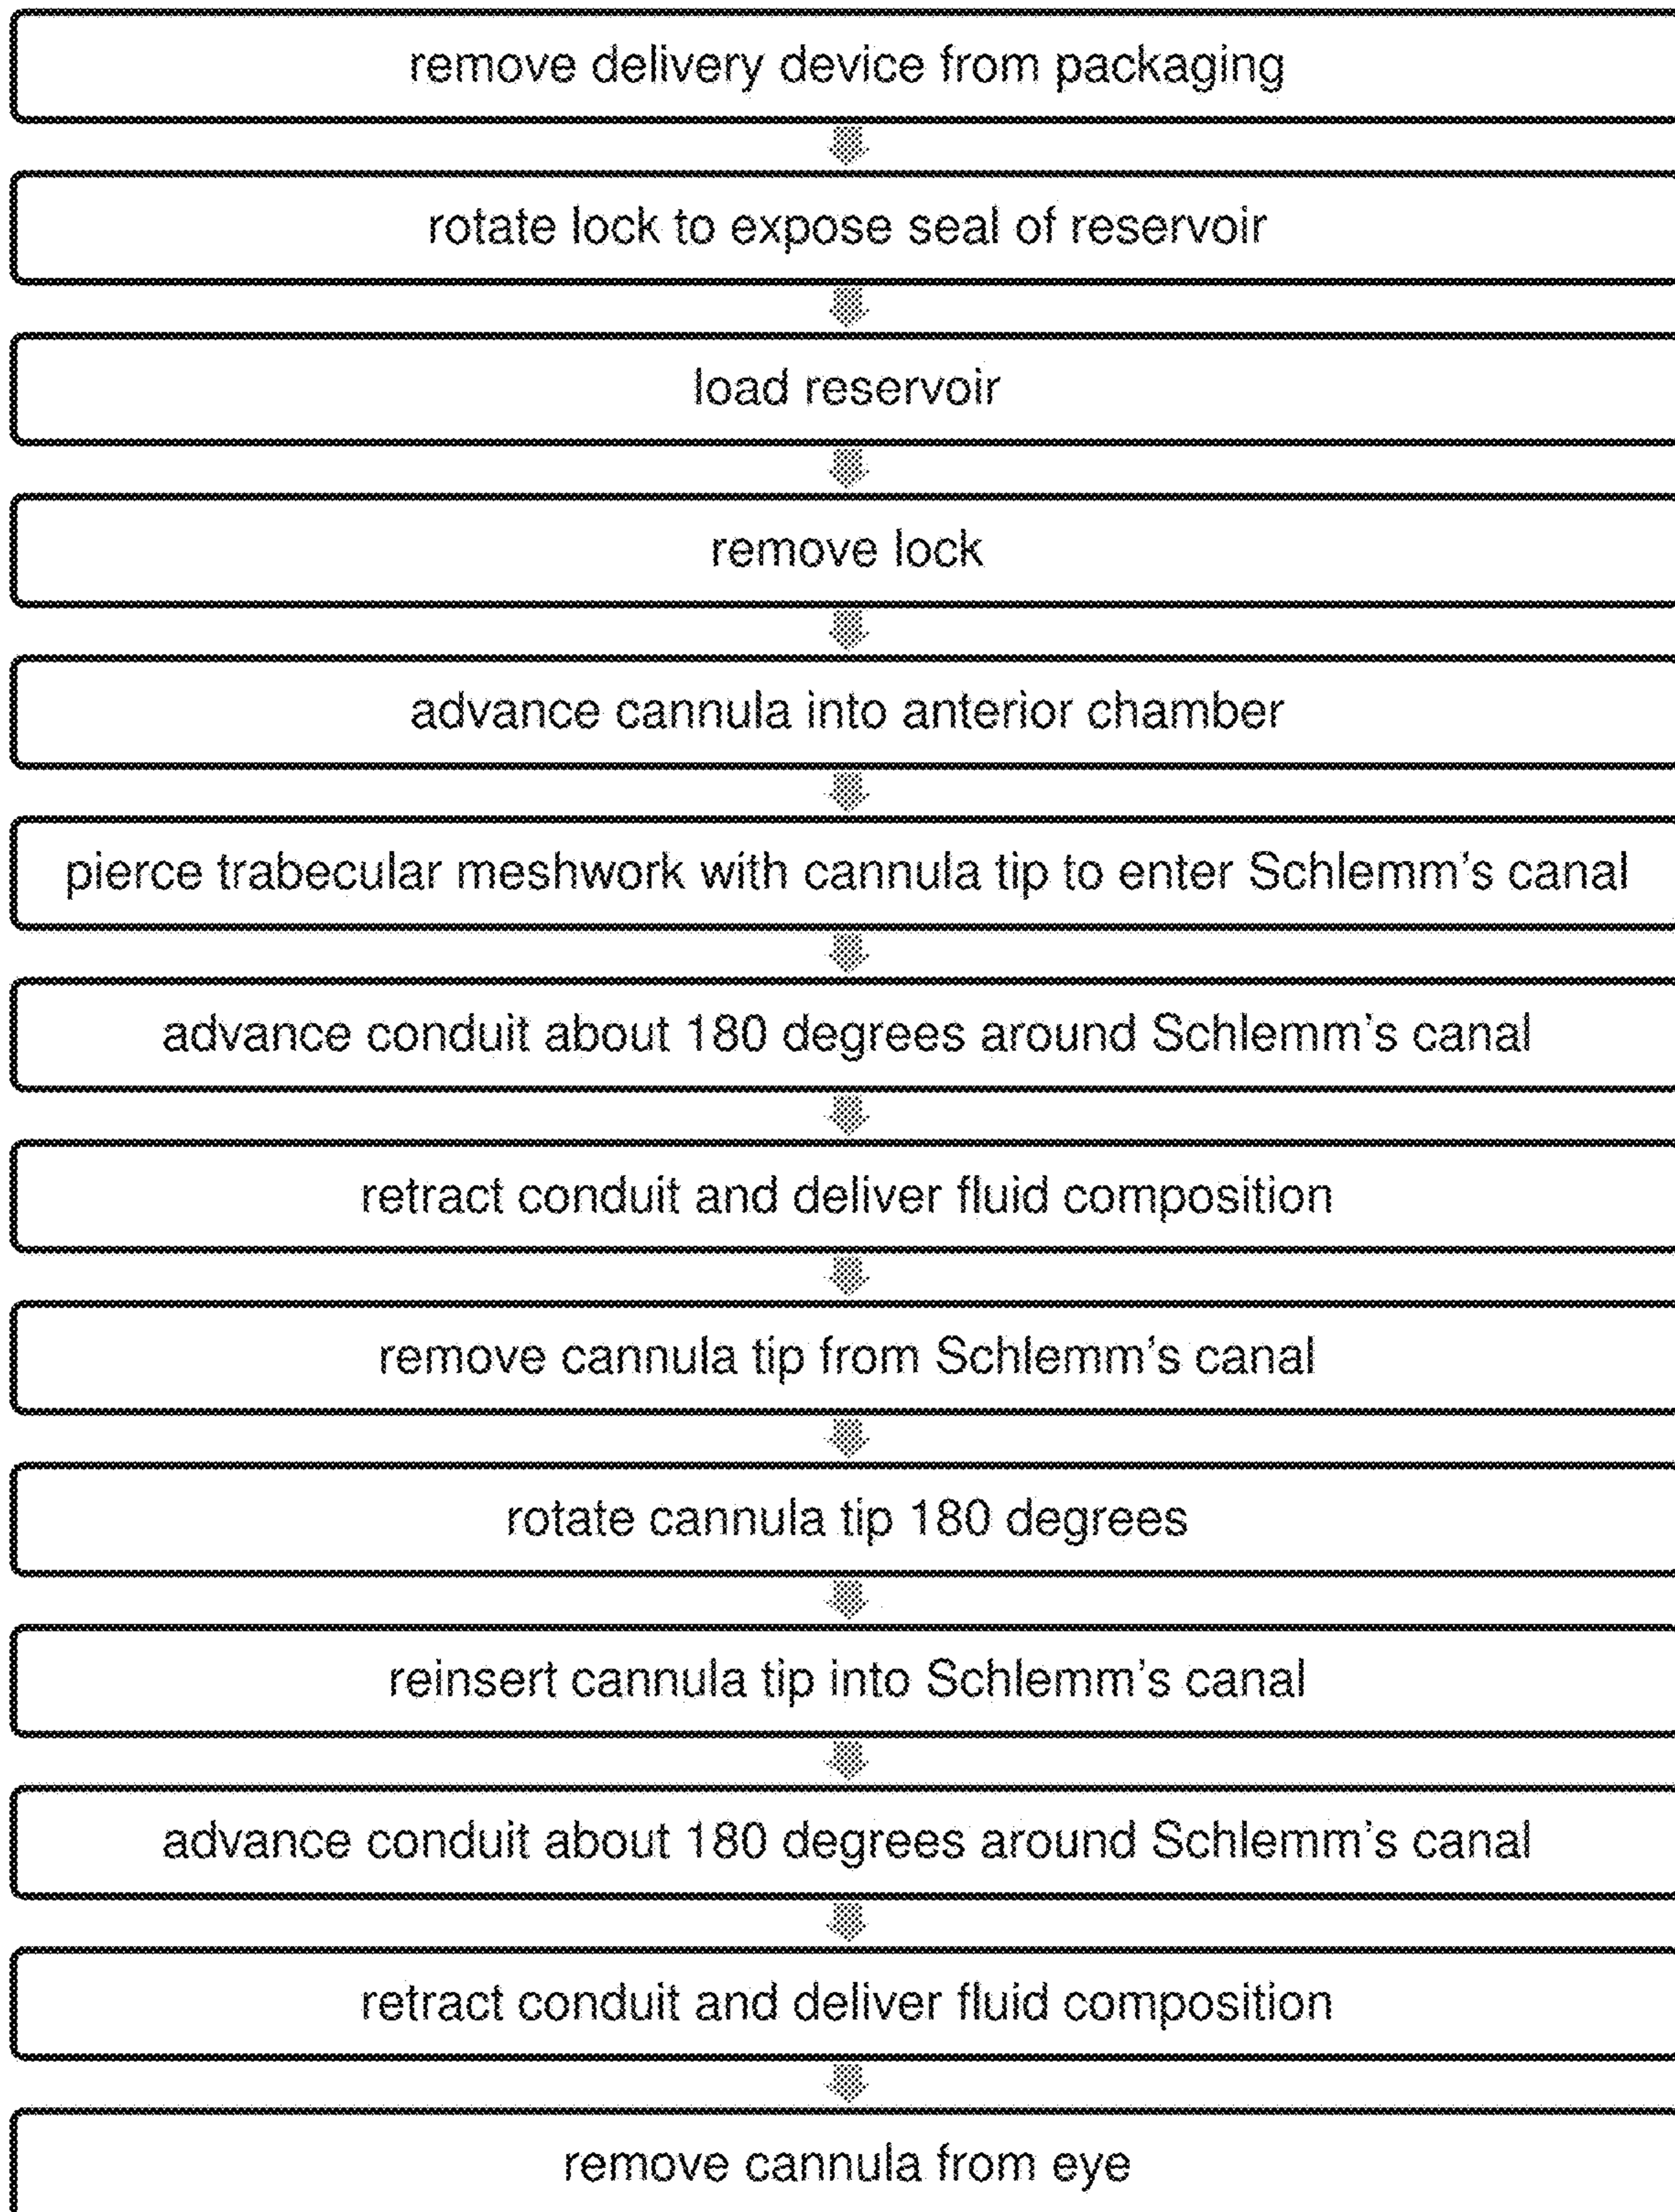 remove delivery device from packaging
rotate lock to expose seal of reservoir
load reservoir
remove lock
advance cannula into anterior chamber
pierce trabecular meshwork with cannula tip to enter Schlemm's canal
advance conduit about 180 degrees around Schlemm's canal
retract conduit and deliver fluid composition
remove cannula tip from Schlemm's canal
rotate cannula tip 180 degrees
reinsert cannula tip into Schlemm's canal
advance conduit about 180 degrees around Schlemm's canal
retract conduit and deliver fluid composition
remove cannula from eye